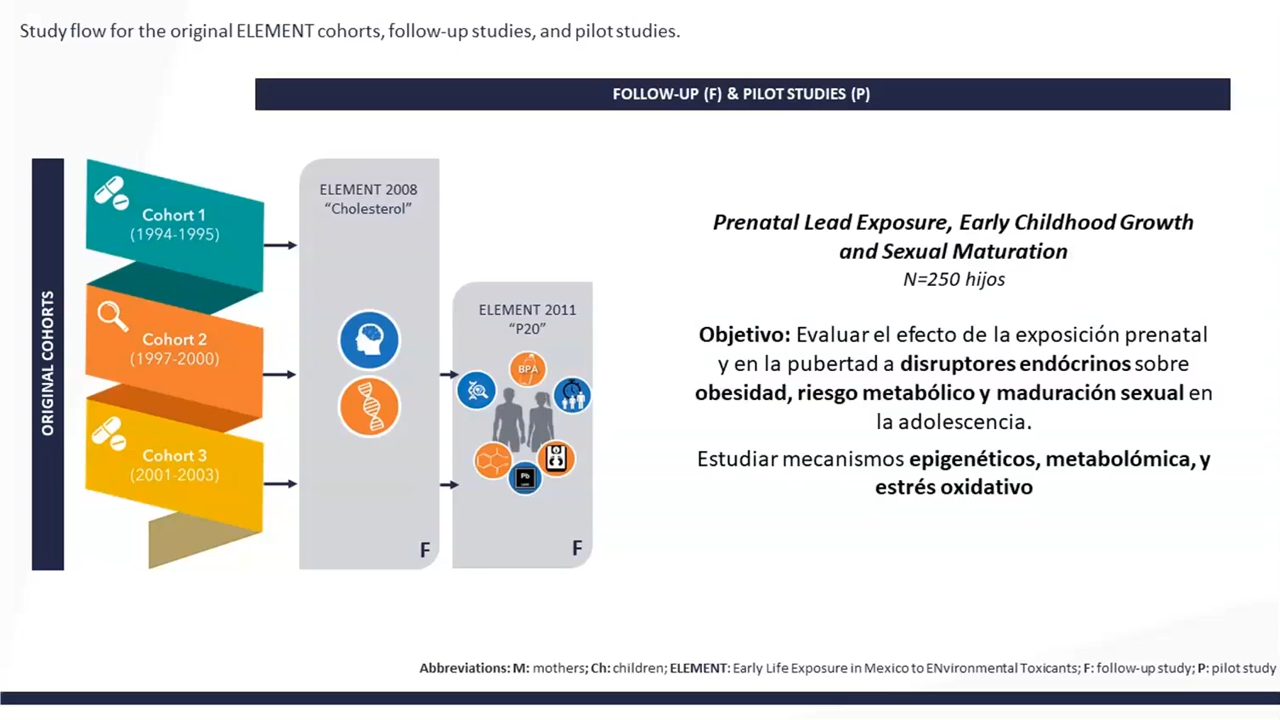 Study flow for the original ELEMENT cohorts, follow-up studies, and pilot studies.
FOLLOW-UP (F) & PILOT STUDIES (P)
ORIGINAL COHORTS
Cohort 1
(1994-1995)
Cohort 2
(1997-2000)
Cohort 3
(2001-2003)
ELEMENT 2008
“Cholesterol”
F
ELEMENT 2011
“P20”
BPA
Pb
F
Prenatal Lead Exposure, Early Childhood Growth
and Sexual Maturation
N=250 hijos
Objetivo: Evaluar el efecto de la exposición prenatal
y en la pubertad a disruptores endócrinos sobre
obesidad, riesgo metabólico y maduración sexual en
la adolescencia.
Estudiar mecanismos epigenéticos, metabolómica, y
estrés oxidativo
Abbreviations: M: mothers; Ch: children; ELEMENT: Early Life Exposure in Mexico to ENvironmental Toxicants; F: follow-up study; P: pilot study